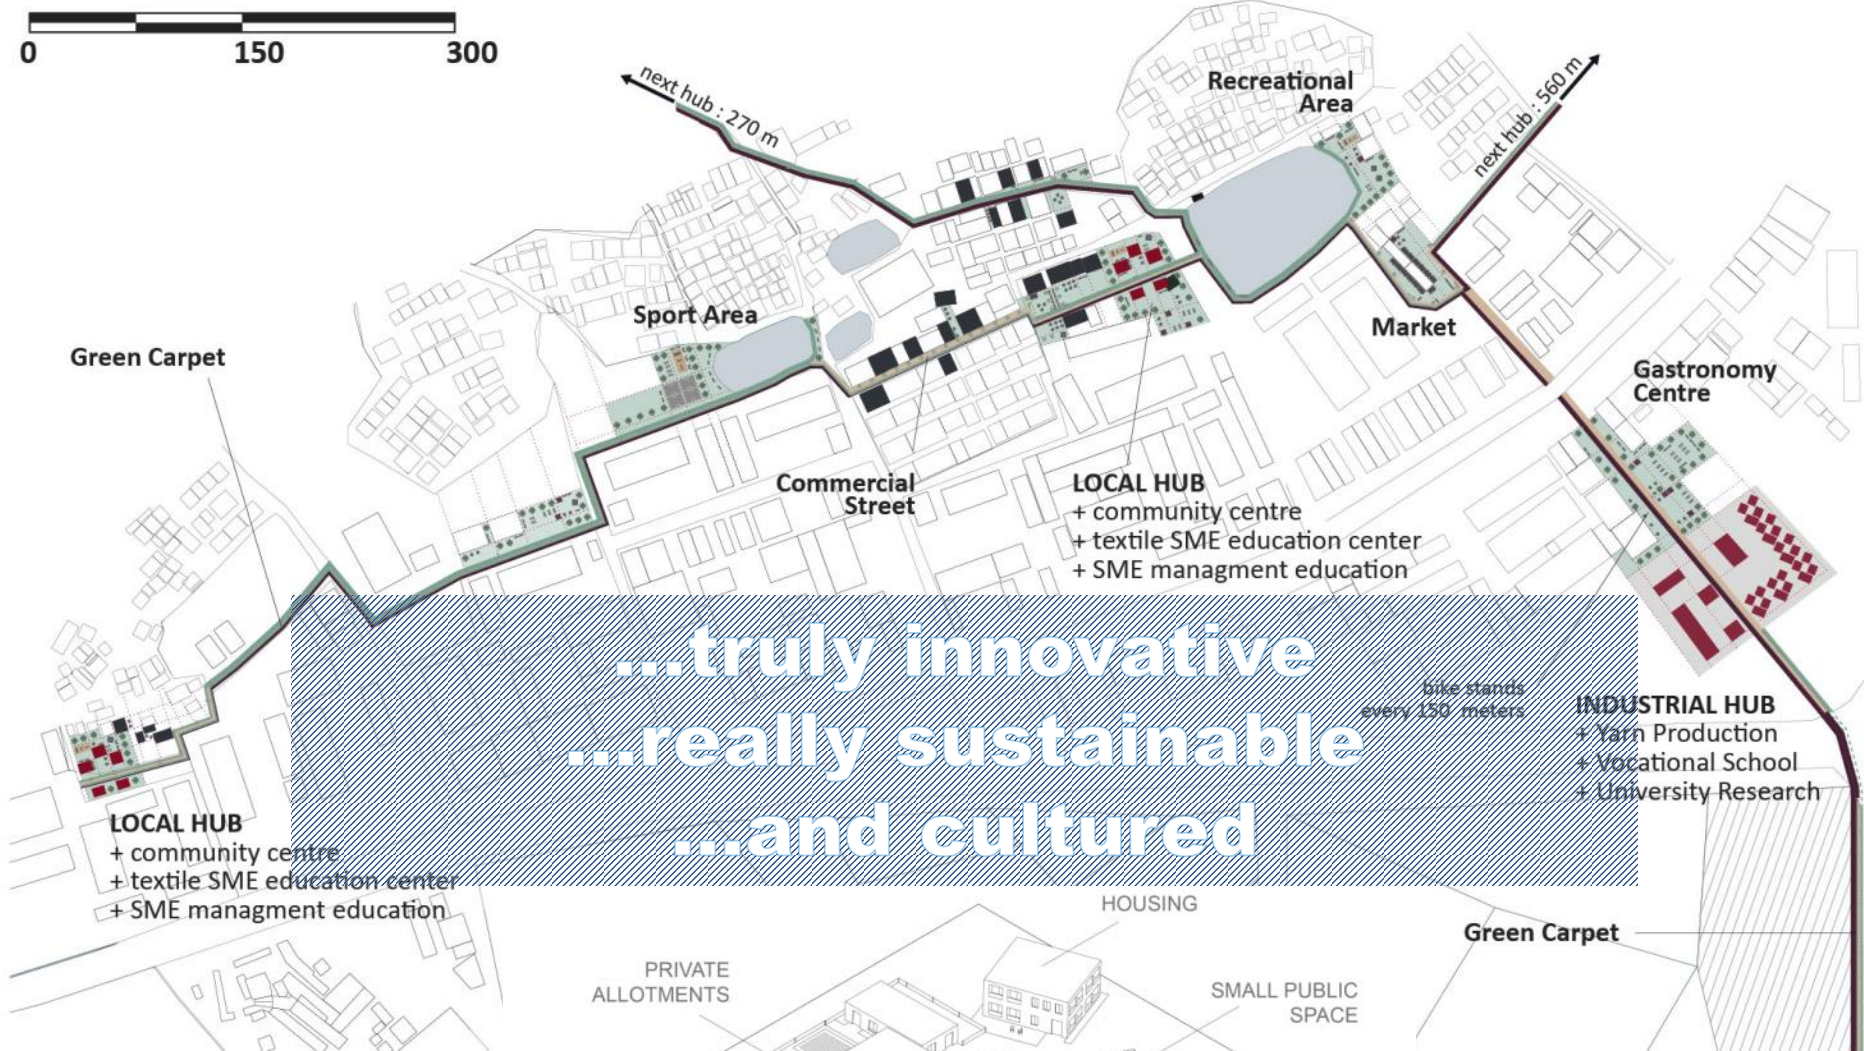 0 150 300
next hub : 270 m
Recreational
Area
next hub : 560 m
Sport Area
Green Carpet
Market
Gastronomy
Centre
Commercial
Street
LOCAL HUB
+ community centre
+ textile SME education center
+ SME managment education
...truly innovative
...really sustainable
...and cultured
bike stands
every 150 meters
INDUSTRIAL HUB
+ Yarn Production
+ Vocational School
+ University Research
LOCAL HUB
+ community centre
+ textile SME education center
+ SME managment education
HOUSING
Green Carpet
PRIVATE
ALLOTMENTS
SMALL PUBLIC
SPACE